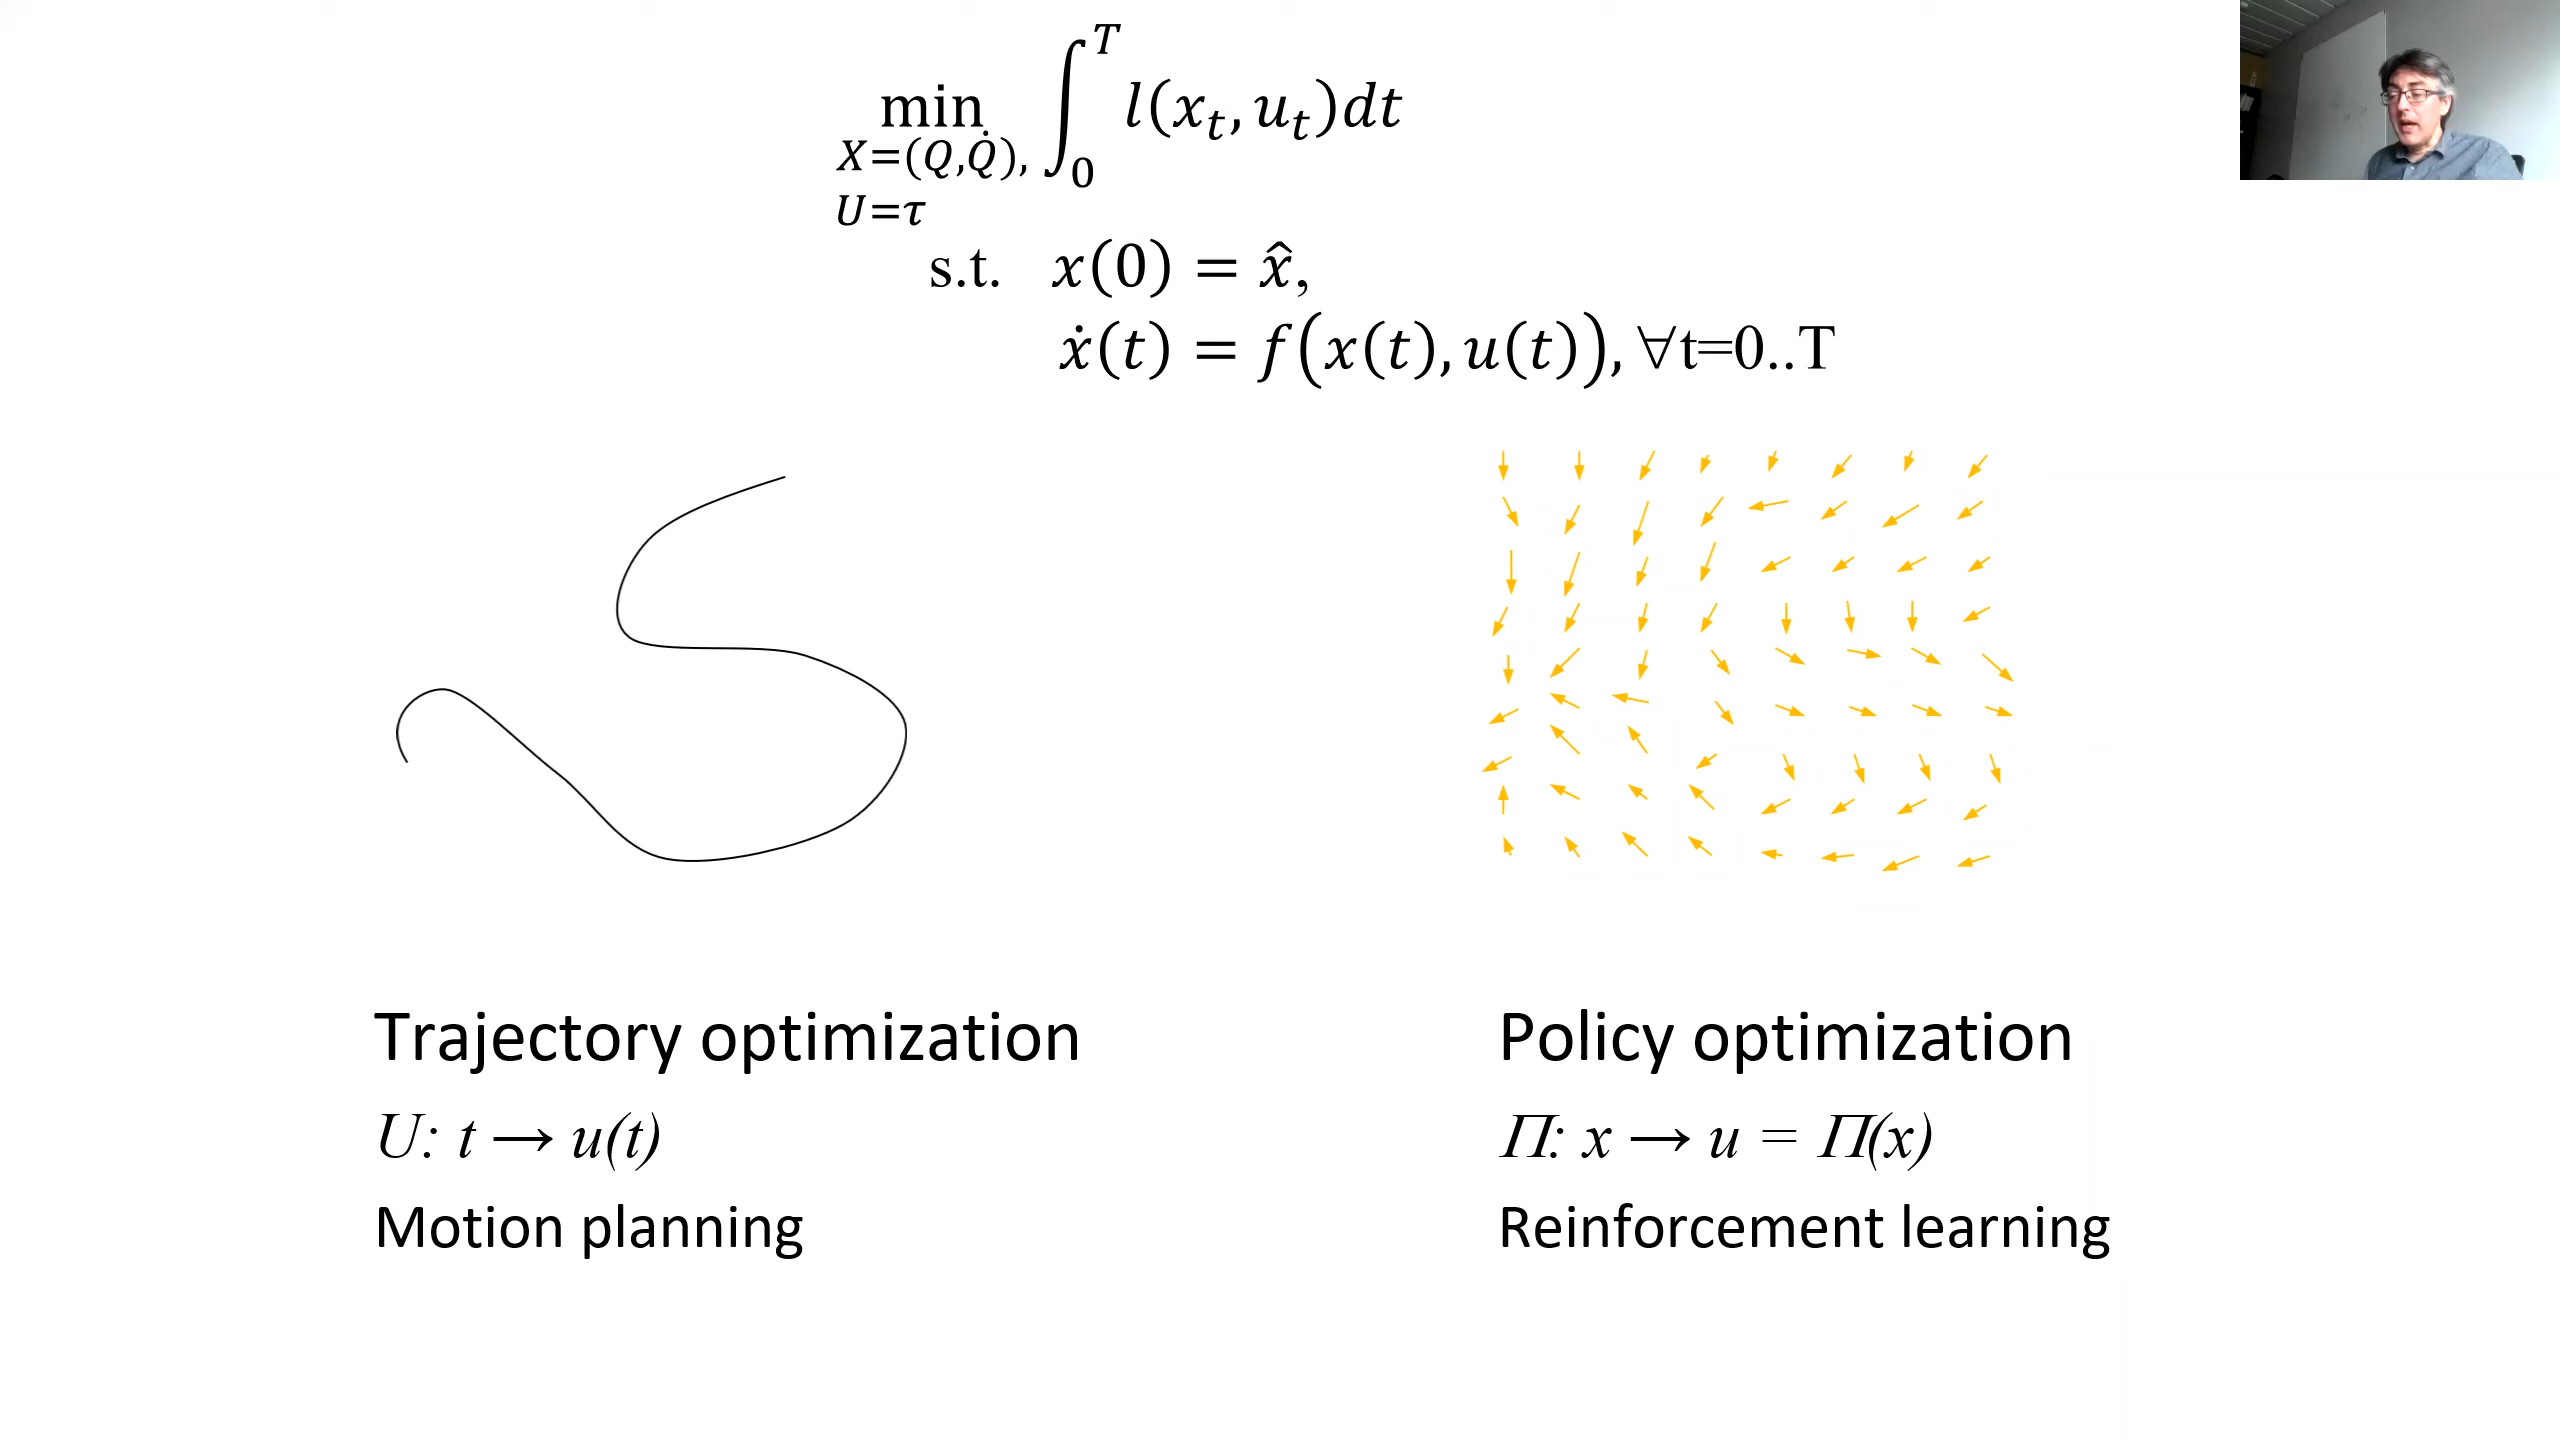 min ∫₀ᵀ l(xₜ, uₜ)dt
X=(Q,Q̇),
U=τ
s.t. x(0) = x̂,
ẋ(t) = f(x(t), u(t)), ∀t=0..T
Trajectory optimization
U: t → u(t)
Motion planning
Policy optimization
Π: x → u = Π(x)
Reinforcement learning